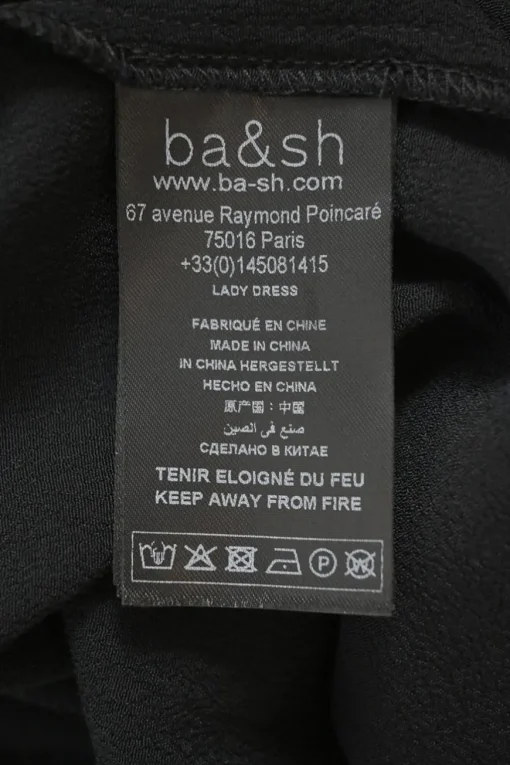 ba&sh
www.ba-sh.com
67 avenue Raymond Poincaré
75016 Paris
+33(0)145081415
LADY DRESS
FABRIQUÉ EN CHINE
MADE IN CHINA
IN CHINA HERGESTELLT
HECHO EN CHINA
原产国：中国
صنع في الصين
СДЕЛАНО В КИТАЕ
TENIR ELOIGNÉ DU FEU
KEEP AWAY FROM FIRE
P W